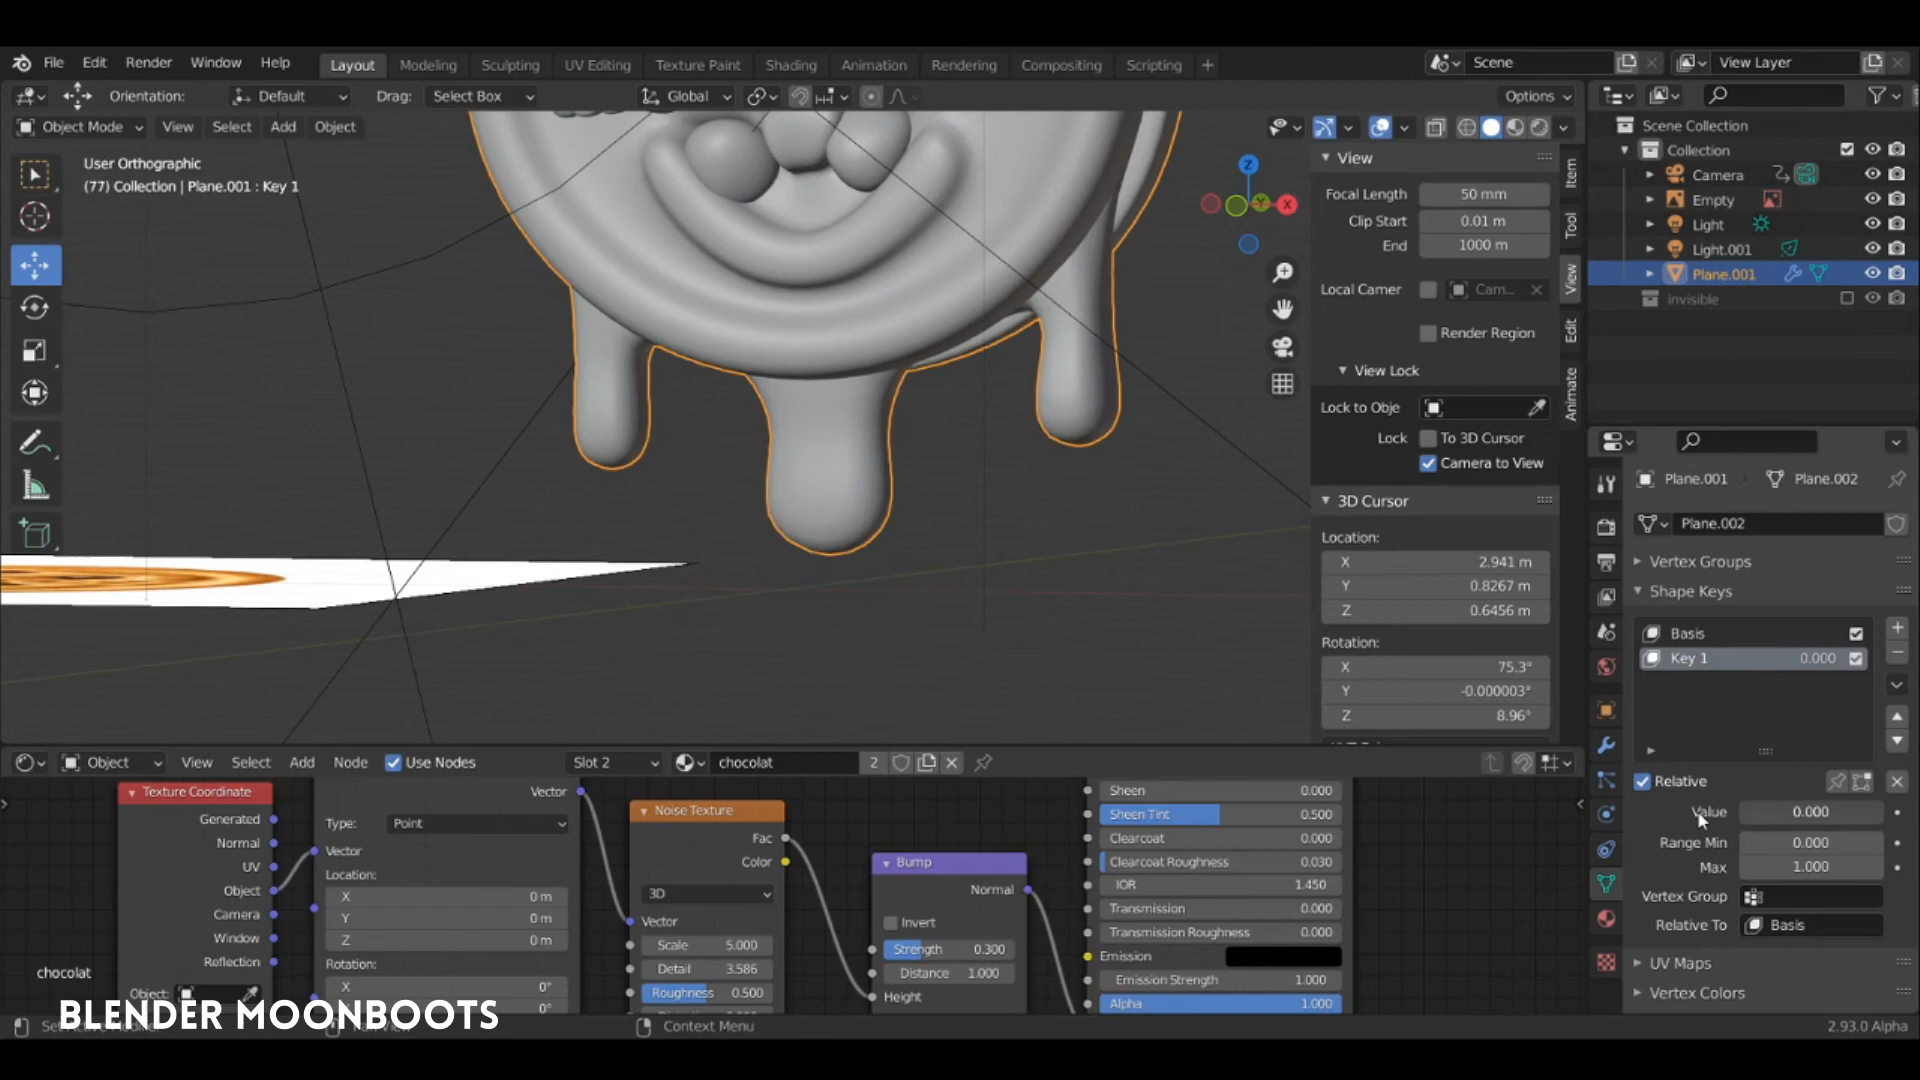 File Edit Render Window Help Layout Modeling Sculpting UV Editing Texture Paint Shading Animation Rendering Compositing Scripting + Scene View Layer
Orientation: Default Drag: Select Box Global Options
Object Mode View Select Add Object
User Orthographic
(77) Collection | Plane.001 : Key 1
Z
Y
X
View
Focal Length 50 mm
Clip Start 0.01 m
End 1000 m
Local Camer Cam...
Render Region
View Lock
Lock to Obje
Lock To 3D Cursor
Camera to View
3D Cursor
Location:
X 2.941 m
Y 0.8267 m
Z 0.6456 m
Rotation:
X 75.3°
Y -0.000003°
Z 8.96°
Item
Tool
View
Edit
Animate
Scene Collection
Collection
Camera
Empty
Light
Light.001
Plane.001
invisible
Plane.001 Plane.002
Plane.002
Vertex Groups
Shape Keys
Basis
Key 1 0.000
Relative
Value 0.000
Range Min 0.000
Max 1.000
Vertex Group
Relative To Basis
UV Maps
Vertex Colors
Object View Select Add Node Use Nodes Slot 2 chocolat 2
Texture Coordinate
Generated
Normal
UV
Object
Camera
Window
Reflection
Object:
Vector
Type: Point
Vector
Location:
X 0 m
Y 0 m
Z 0 m
Rotation:
X 0°
0°
Noise Texture
Fac
Color
3D
Vector
Scale 5.000
Detail 3.586
Roughness 0.500
Bump
Normal
Invert
Strength 0.300
Distance 1.000
Height
Sheen 0.000
Sheen Tint 0.500
Clearcoat 0.000
Clearcoat Roughness 0.030
IOR 1.450
Transmission 0.000
Transmission Roughness 0.000
Emission
Emission Strength 1.000
Alpha 1.000
chocolat
BLENDER MOONBOOTS
Context Menu
2.93.0 Alpha